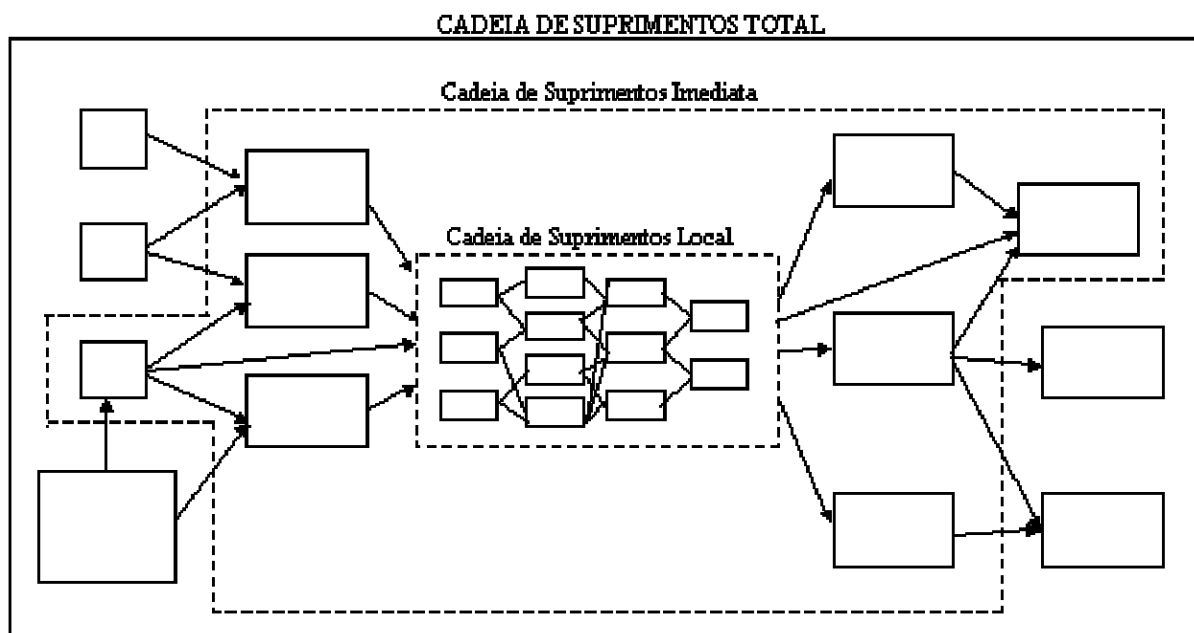 CADEIA DE SUPRIMENTOS TOTAL
Cadeia de Suprimentos Imediata
Cadeia de Suprimentos Local